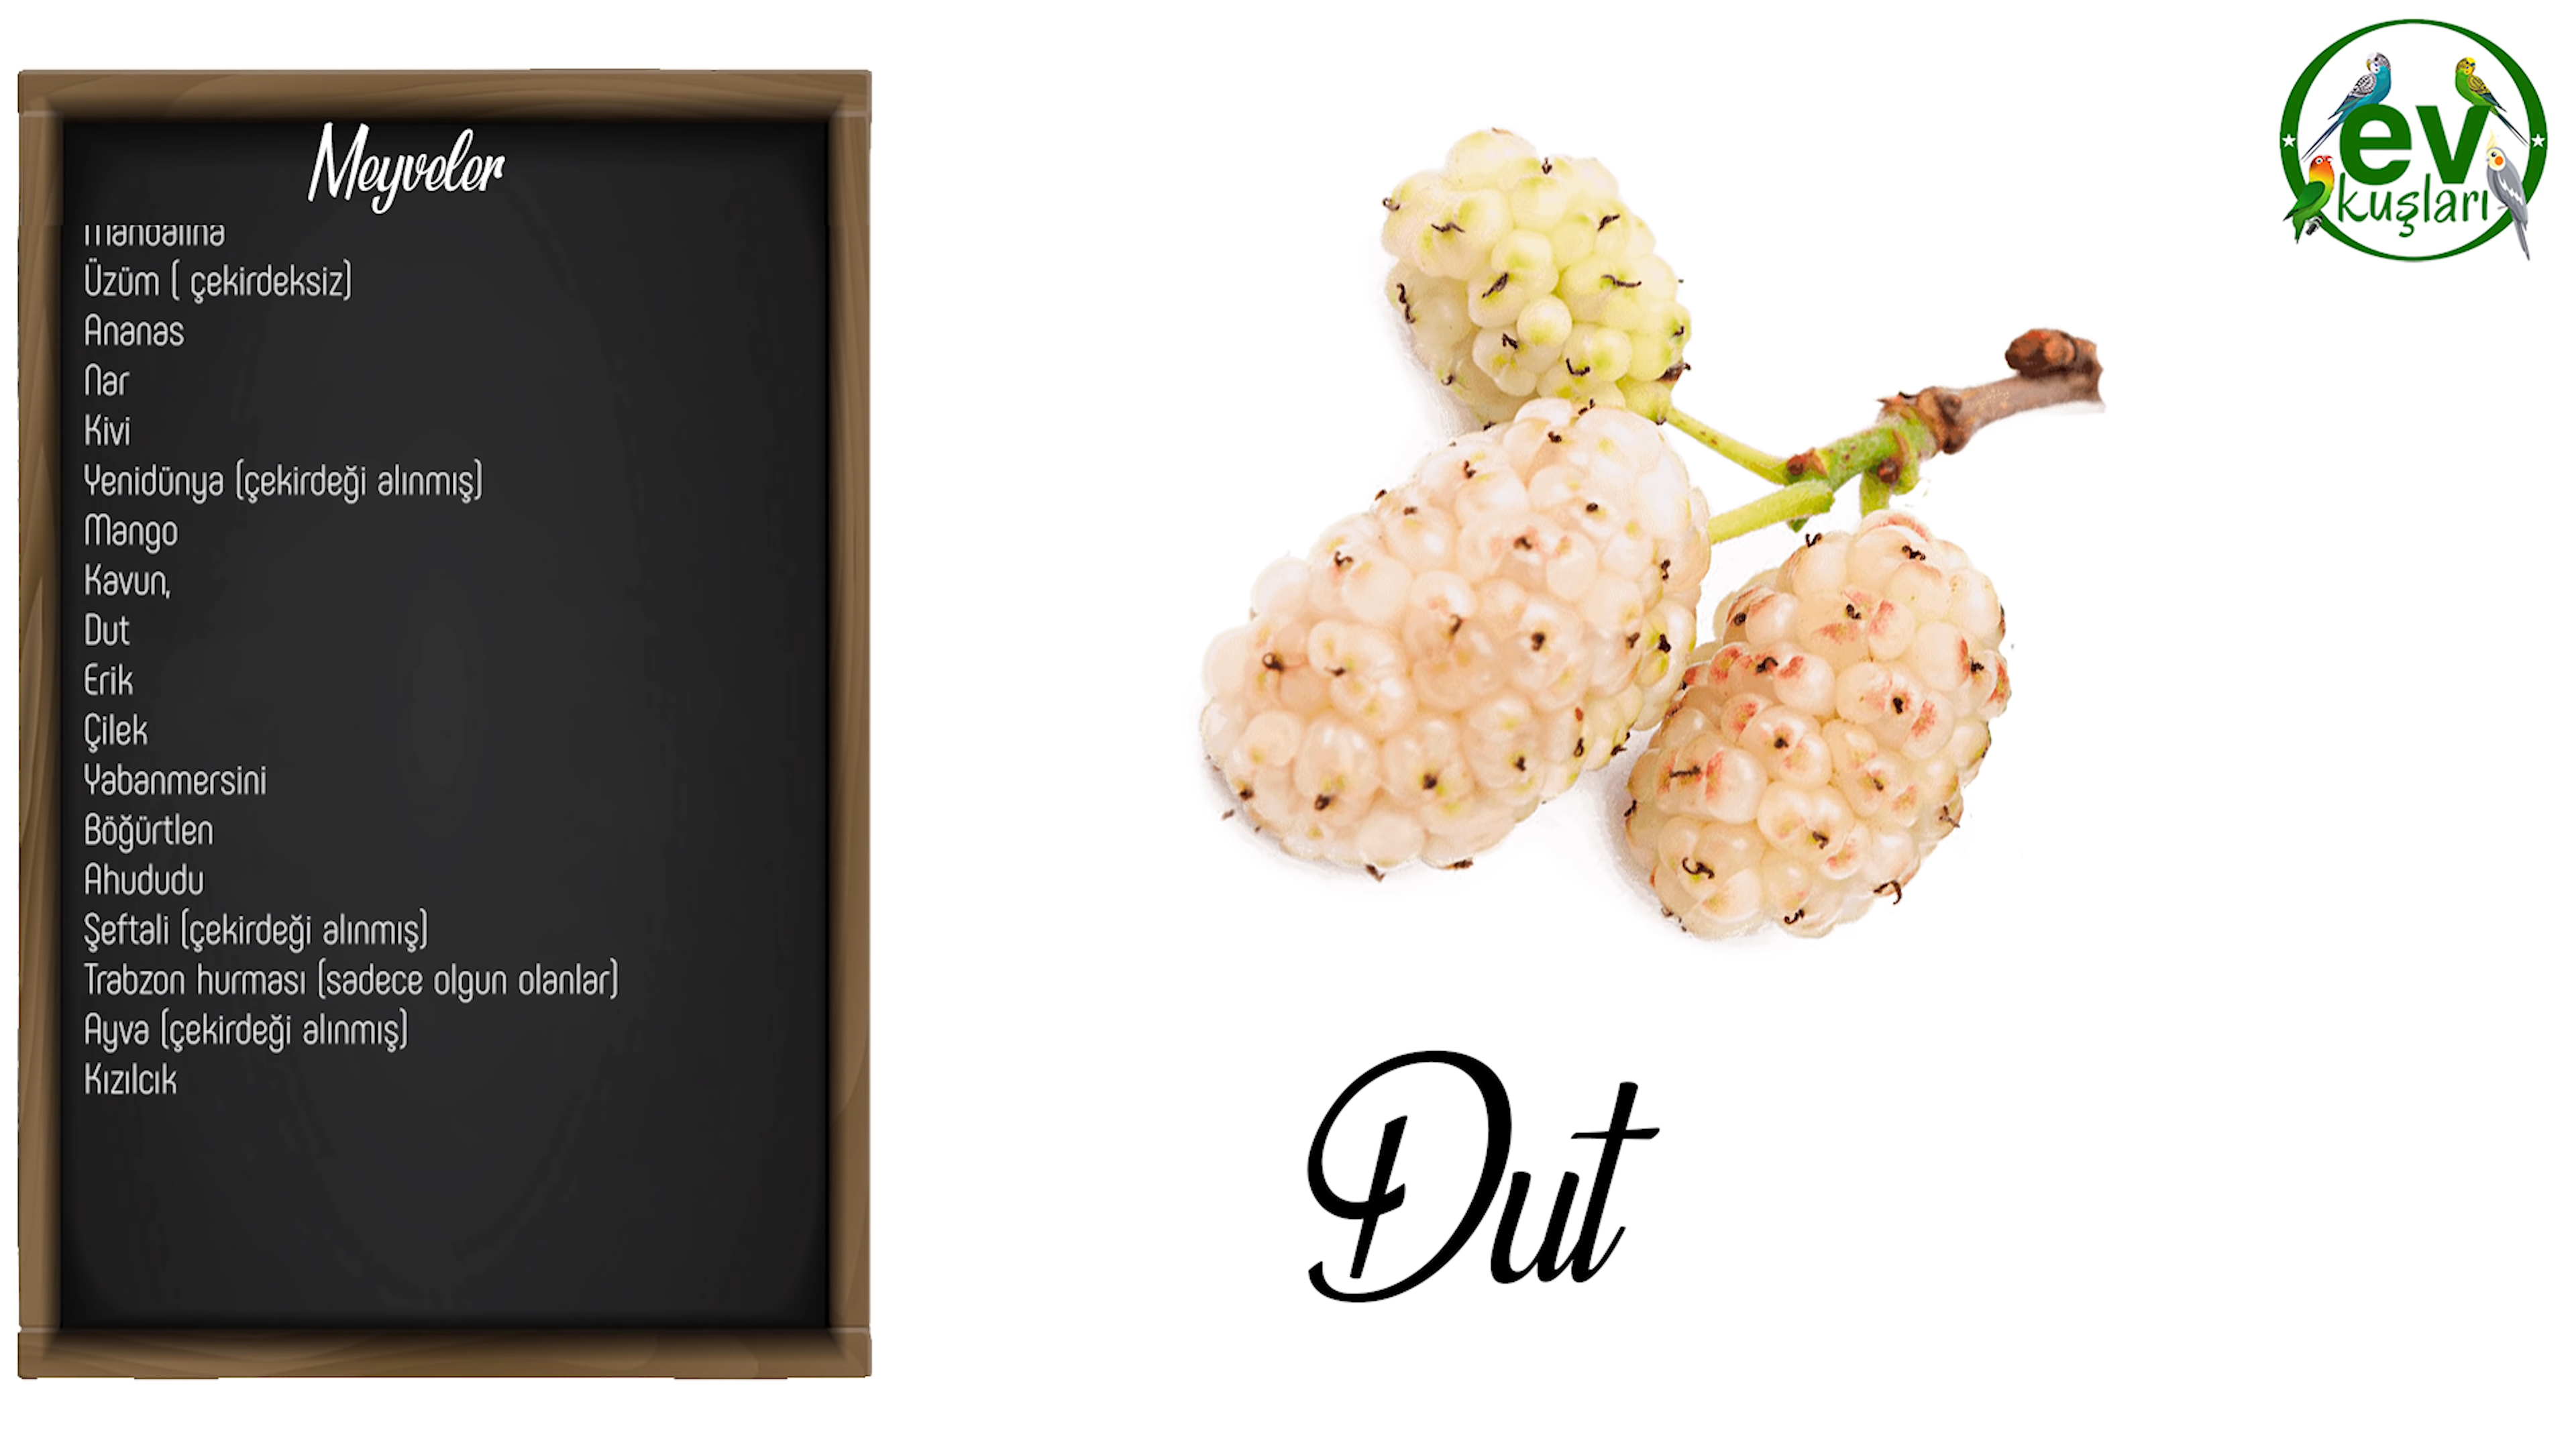 Meyveler
mandalina
Üzüm ( çekirdeksiz)
Ananas
Nar
Kivi
Yenidünya (çekirdeği alınmış)
Mango
Kavun,
Dut
Erik
Çilek
Yabanmersini
Böğürtlen
Ahududu
Şeftali (çekirdeği alınmış)
Trabzon hurması (sadece olgun olanlar)
Ayva (çekirdeği alınmış)
Kızılcık
Dut
ev
kuşları